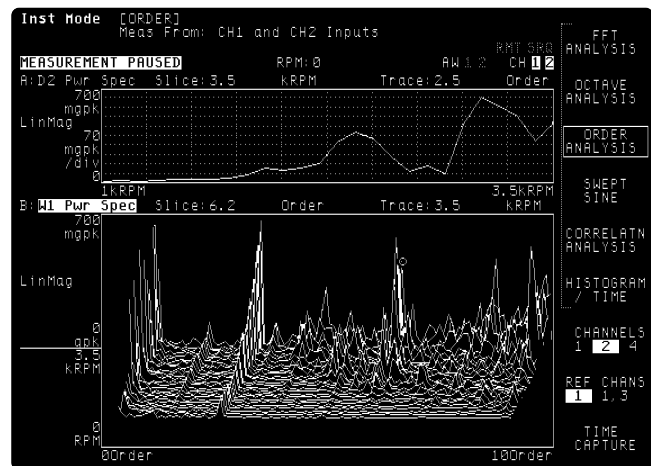 Inst Mode [ORDER]
Meas From: CH1 and CH2 Inputs
RMT SRQ
MEASUREMENT PAUSED RPM:0 AW 1 2 CH 1 2
A:D2 Pwr Spec Slice:3.5 KRPM Trace:2.5 Order
700
mgpk
LinMag
70
mgpk
/div
0
1KRPM 3.5KRPM
B:W1 Pwr Spec Slice:6.2 Order Trace:3.5 KRPM
700
mgpk
LinMag
0
gpk
3.5
KRPM
0
RPM
0Order 10Order
FFT
ANALYSIS
OCTAVE
ANALYSIS
ORDER
ANALYSIS
SWEPT
SINE
CORRELATN
ANALYSIS
HISTOGRAM
/ TIME
CHANNELS
1 2 4
REF CHANS
1 1,3
TIME
CAPTURE